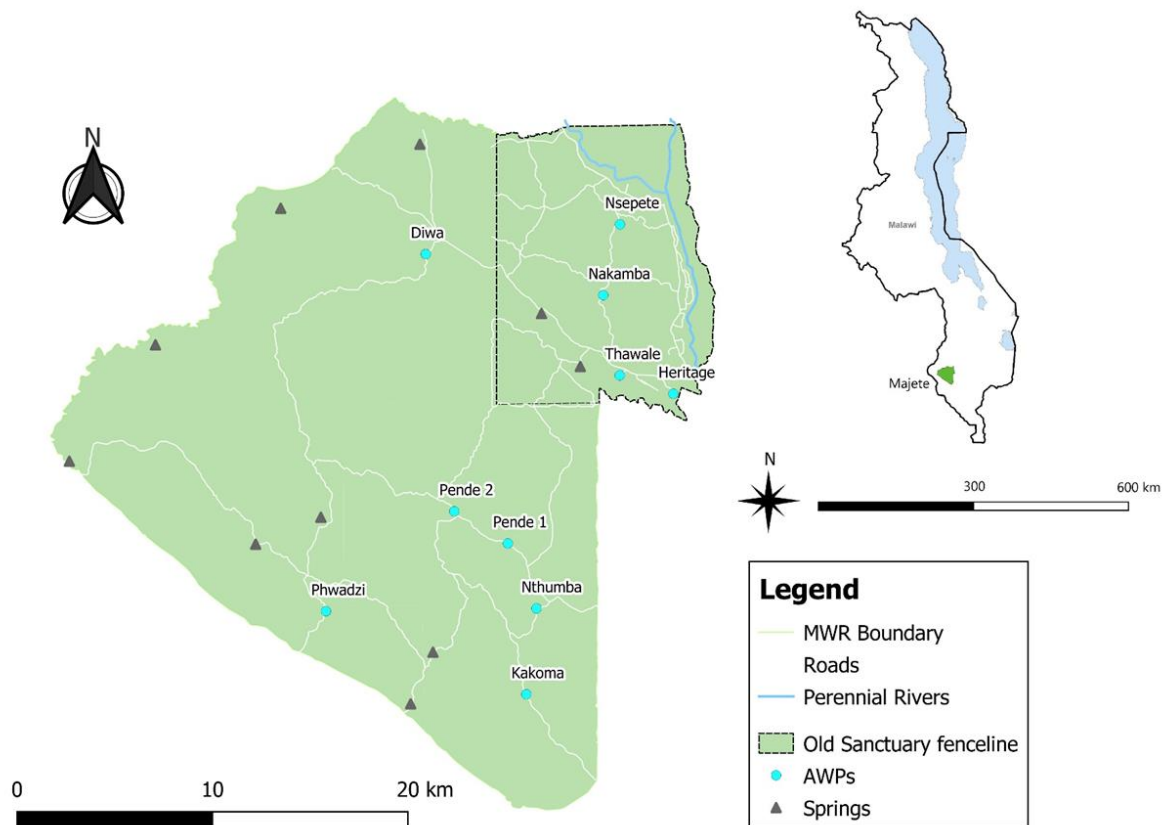 N
Nsepete
Diwa
Nakamba
Thawale
Heritage
Pende 2
Pende 1
Nthumba
Phwadzi
Kakoma
0 10 20 km
Malawi
Majete
N
300 600 km
Legend
MWR Boundary
Roads
Perennial Rivers
Old Sanctuary fenceline
AWPs
Springs